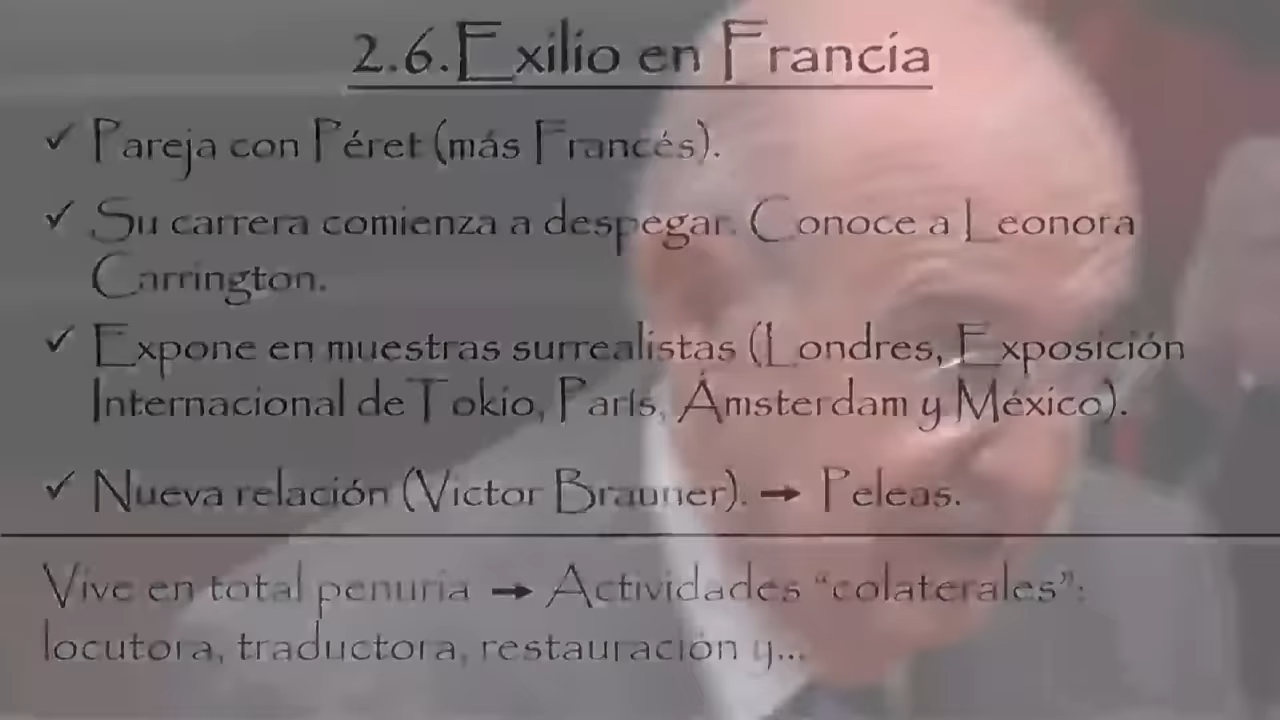 2.6. Exilio en Francia
✓ Pareja con Péret (más Francés).
✓ Su carrera comienza a despegar. Conoce a Leonora
Carrington.
✓ Expone en muestras surrealistas (Londres, Exposición
Internacional de Tokio, París, Ámsterdam y México).
✓ Nueva relación (Victor Brauner). → Peleas.
Vive en total penuria → Actividades “colaterales”:
locutora, traductora, restauración y...